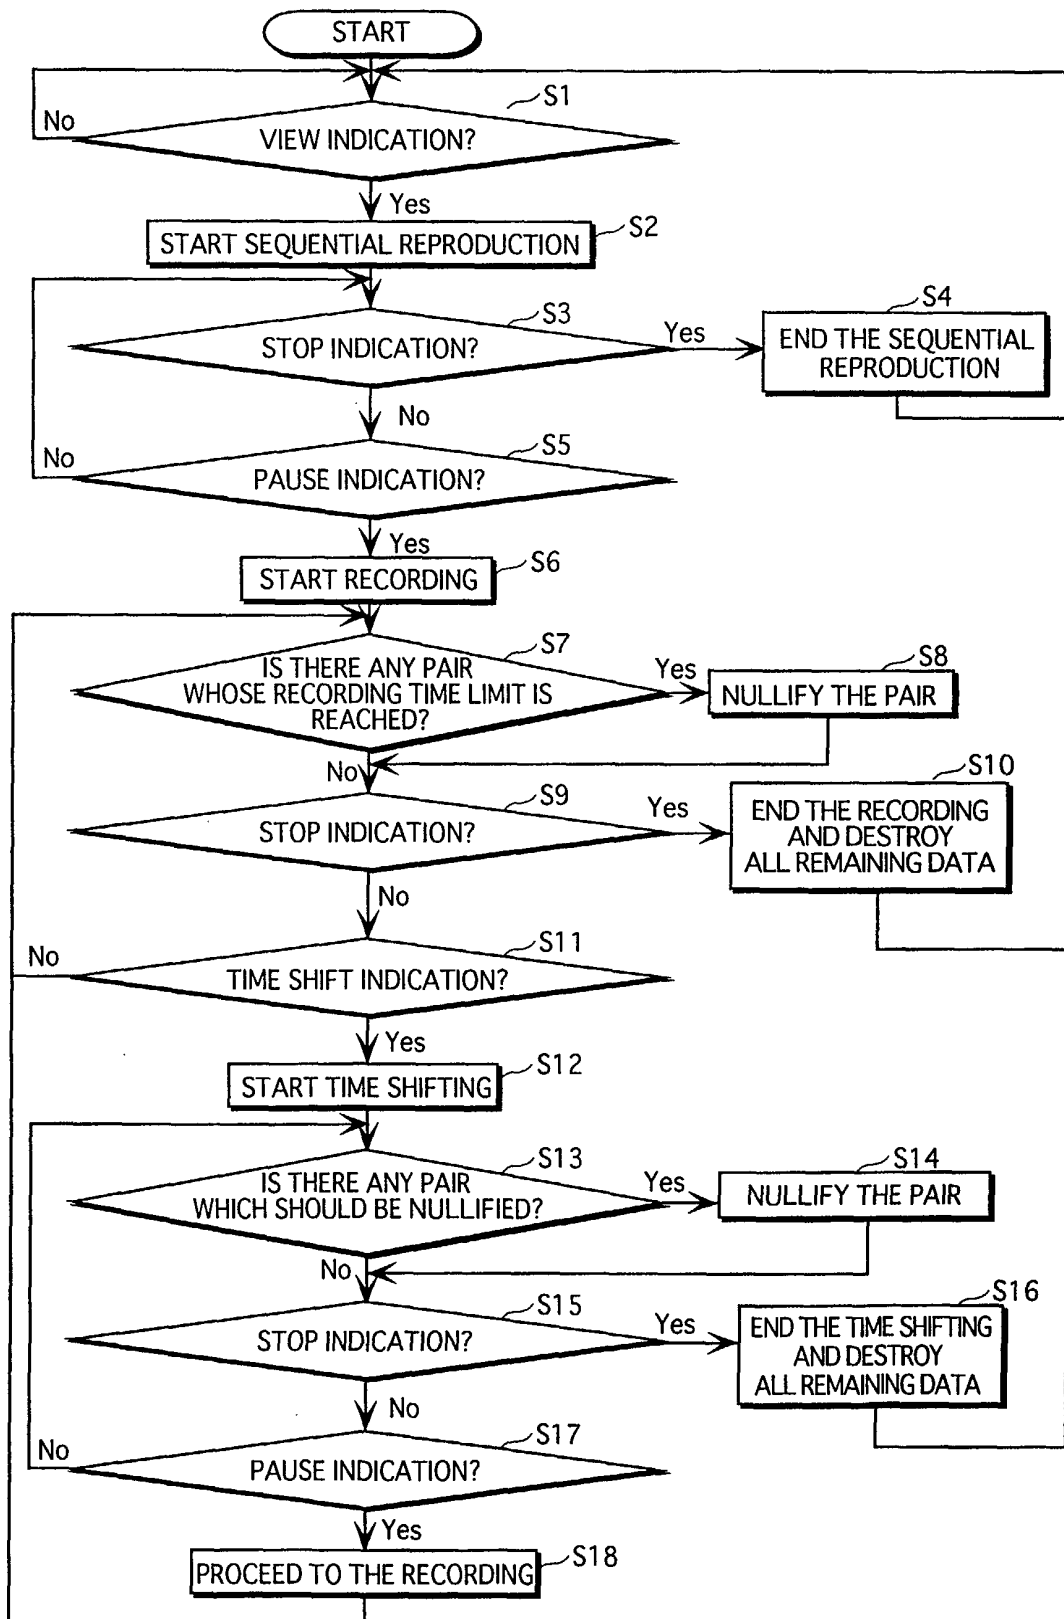 START
S1
No
VIEW INDICATION?
Yes
S2
START SEQUENTIAL REPRODUCTION
S3
S4
STOP INDICATION?
Yes
END THE SEQUENTIAL
REPRODUCTION
No
S5
No
PAUSE INDICATION?
Yes
S6
START RECORDING
S7
IS THERE ANY PAIR
WHOSE RECORDING TIME LIMIT IS
REACHED?
Yes
S8
NULLIFY THE PAIR
No
S9
S10
STOP INDICATION?
Yes
END THE RECORDING
AND DESTROY
ALL REMAINING DATA
No
S11
No
TIME SHIFT INDICATION?
Yes
S12
START TIME SHIFTING
S13
IS THERE ANY PAIR
WHICH SHOULD BE NULLIFIED?
Yes
S14
NULLIFY THE PAIR
No
S15
S16
STOP INDICATION?
Yes
END THE TIME SHIFTING
AND DESTROY
ALL REMAINING DATA
No
S17
No
PAUSE INDICATION?
Yes
S18
PROCEED TO THE RECORDING